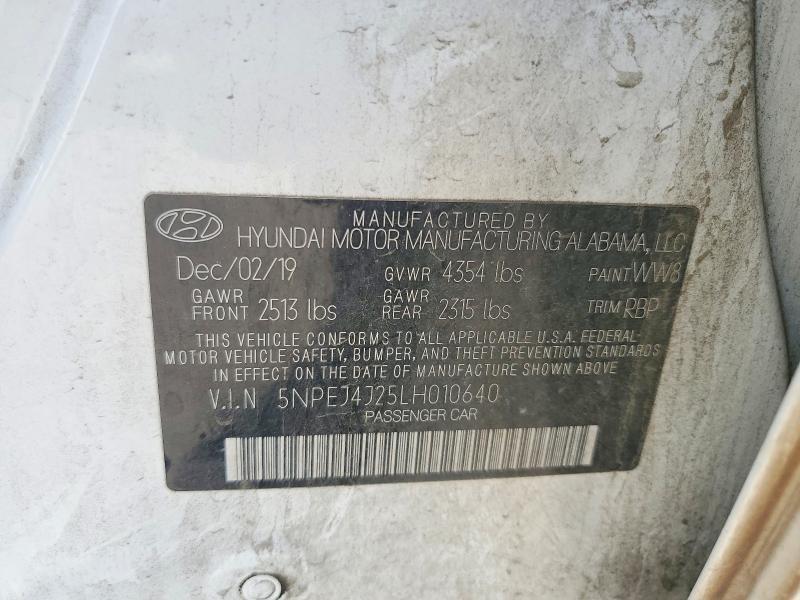 MANUFACTURED BY
HYUNDAI MOTOR MANUFACTURING ALABAMA, LLC
Dec/02/19 GVWR 4354 lbs PAINT WW8
GAWR FRONT 2513 lbs GAWR REAR 2315 lbs TRIM RBP
THIS VEHICLE CONFORMS TO ALL APPLICABLE U.S.A. FEDERAL-
MOTOR VEHICLE SAFETY, BUMPER, AND THEFT PREVENTION STANDARDS
IN EFFECT ON THE DATE OF MANUFACTURE SHOWN ABOVE
V.I.N 5NPEJ4J25LH010640
PASSENGER CAR